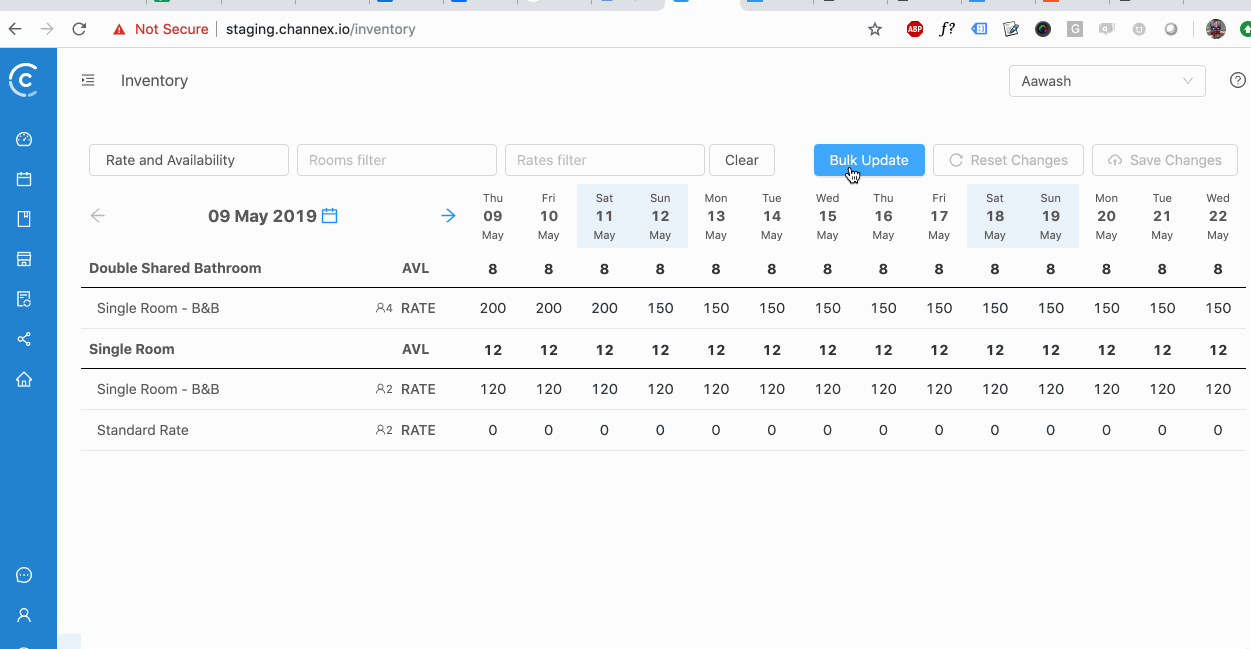 Not Secure staging.channex.io/inventory ABP f?
Inventory Aawash
Rate and Availability Rooms filter Rates filter Clear Bulk Update Reset Changes Save Changes
Thu Fri Sat Sun Mon Tue Wed Thu Fri Sat Sun Mon Tue Wed
09 May 2019 09 10 11 12 13 14 15 16 17 18 19 20 21 22
May May May May May May May May May May May May May May
Double Shared Bathroom AVL 8 8 8 8 8 8 8 8 8 8 8 8 8 8
Single Room - B&B 4 RATE 200 200 200 150 150 150 150 150 150 150 150 150 150 150
Single Room AVL 12 12 12 12 12 12 12 12 12 12 12 12 12 12
Single Room - B&B 2 RATE 120 120 120 120 120 120 120 120 120 120 120 120 120 120
Standard Rate 2 RATE 0 0 0 0 0 0 0 0 0 0 0 0 0 0